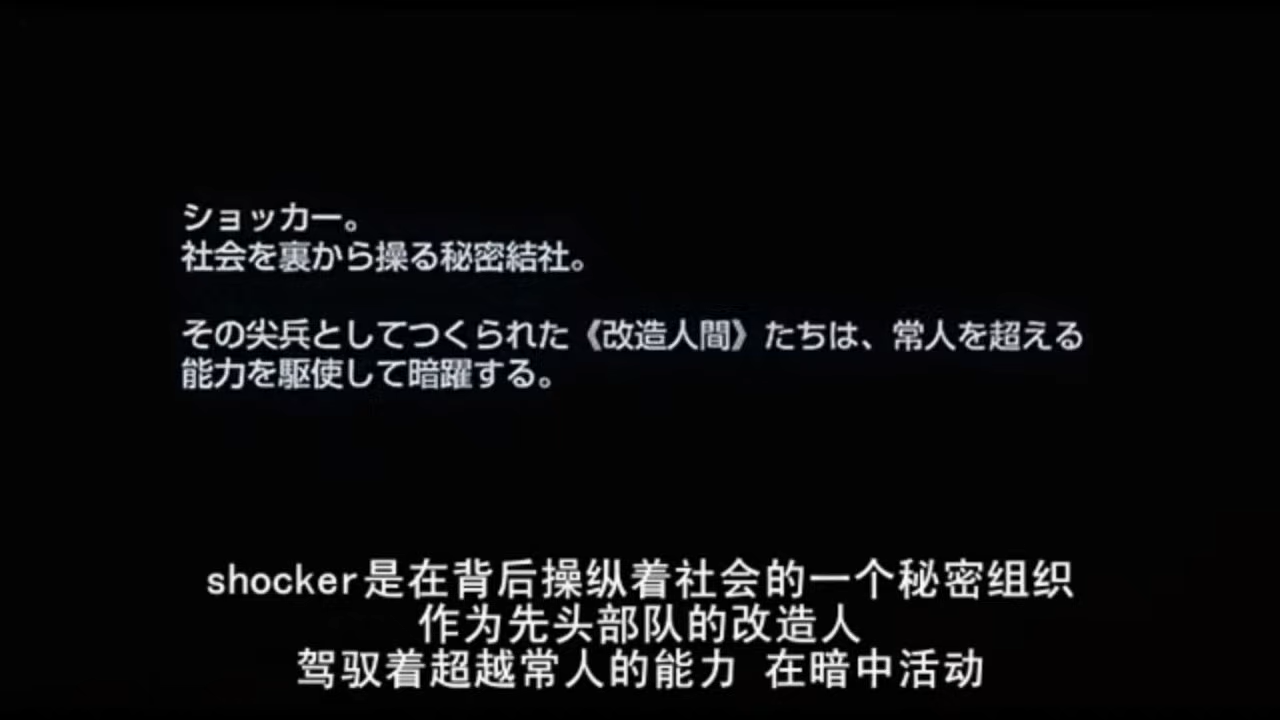 ショッカー。
社会を裏から操る秘密結社。
その尖兵としてつくられた《改造人間》たちは、常人を超える
能力を駆使して暗躍する。
shocker是在背后操纵着社会的一个秘密组织
作为先头部队的改造人
驾驭着超越常人的能力 在暗中活动